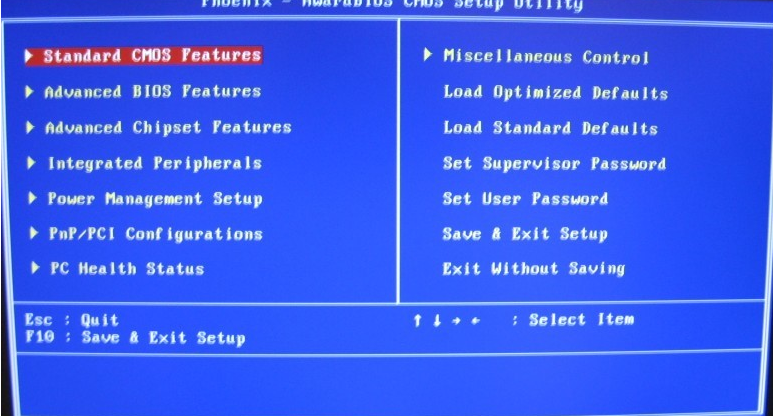 Phoenix - AwardBIOS CMOS Setup Utility
Standard CMOS Features
Advanced BIOS Features
Advanced Chipset Features
Integrated Peripherals
Power Management Setup
PnP/PCI Configurations
PC Health Status
Miscellaneous Control
Load Optimized Defaults
Load Standard Defaults
Set Supervisor Password
Set User Password
Save & Exit Setup
Exit Without Saving
Esc : Quit
F10 : Save & Exit Setup
↑ ↓ → ← : Select Item